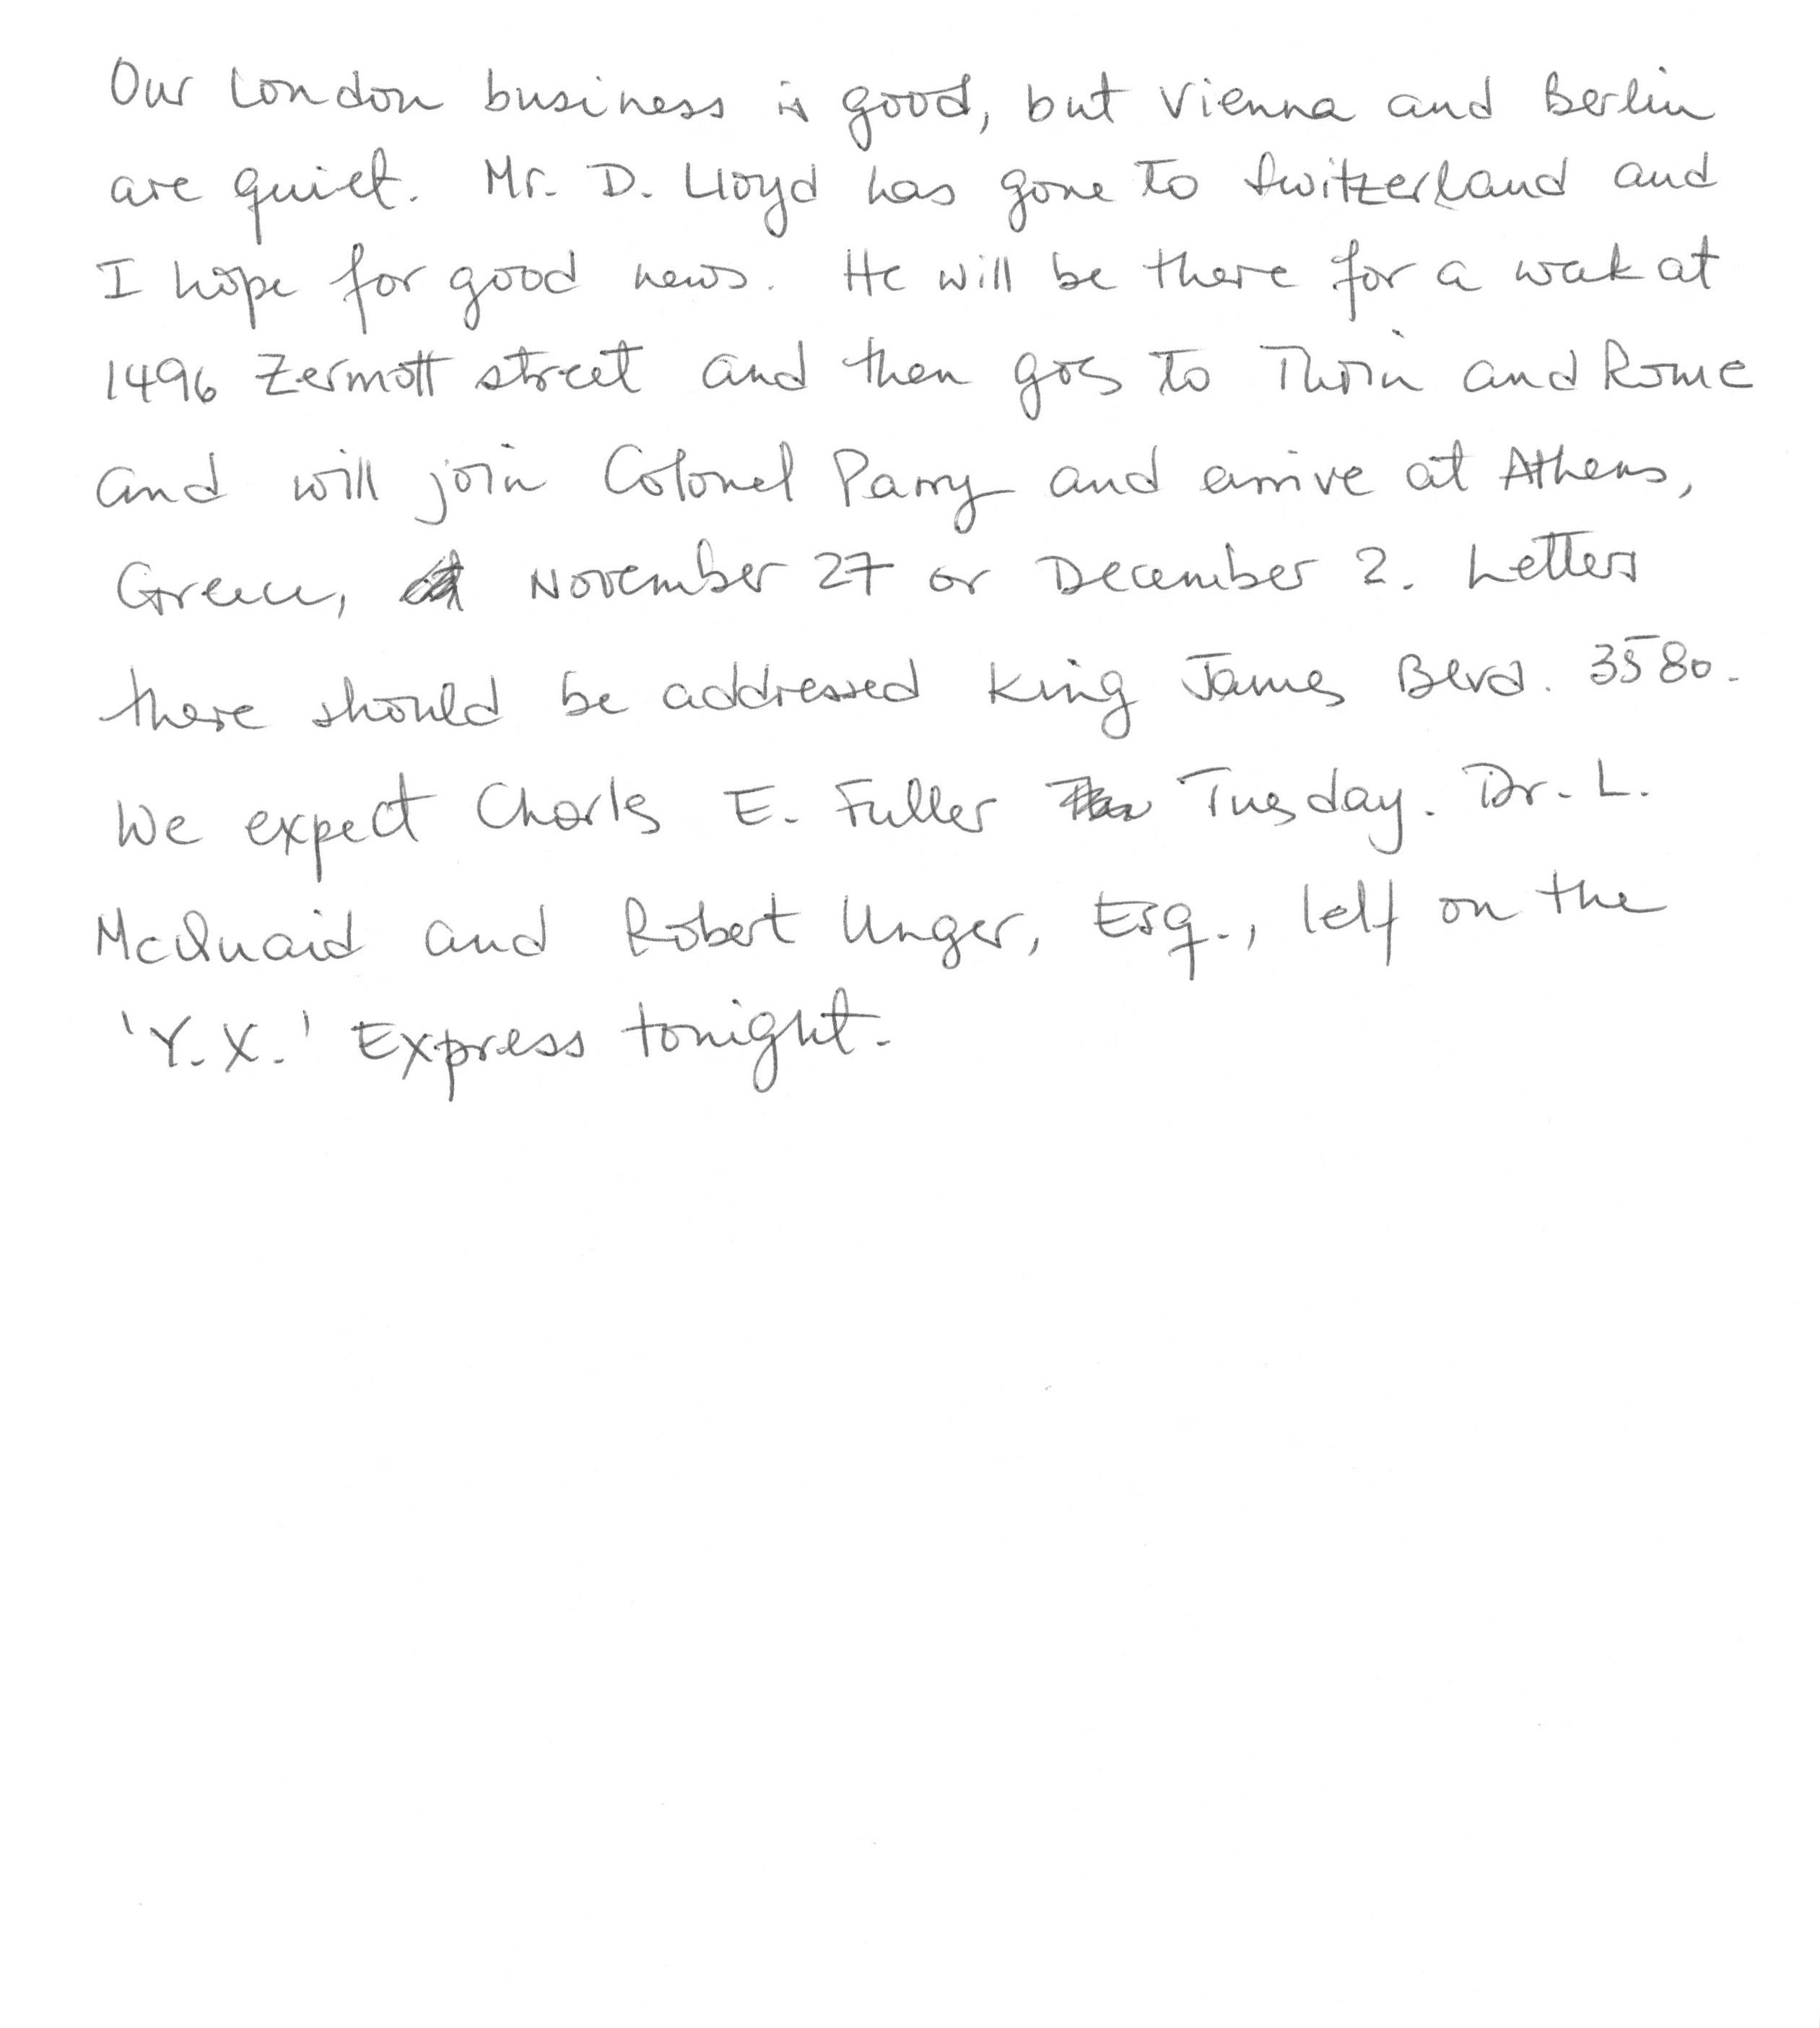 Our London business is good, but Vienna and Berlin
are quiet. Mr. D. Lloyd has gone to Switzerland and
I hope for good news. He will be there for a week at
1496 Zermott street and then goes to Turin and Rome
and will join Colonel Parry and arrive at Athens,
Greece, November 27 or December 2. Letters
there should be addressed King James Blvd. 3580.
We expect Charles E. Fuller Tuesday. Dr. L.
McQuaid and Robert Unger, Esq., left on the
'Y.X.' Express tonight.